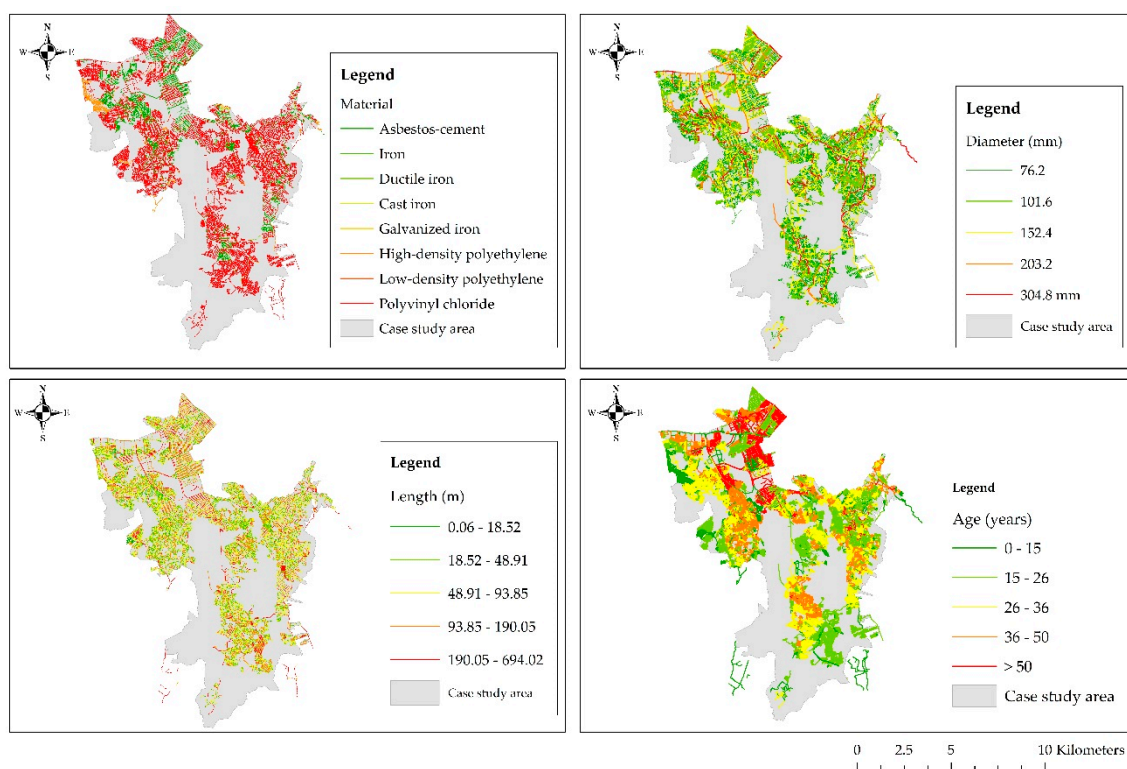 N
W E
S
Legend
Material
Asbestos-cement
Iron
Ductile iron
Cast iron
Galvanized iron
High-density polyethylene
Low-density polyethylene
Polyvinyl chloride
Case study area
N
W E
S
Legend
Diameter (mm)
76.2
101.6
152.4
203.2
304.8 mm
Case study area
N
W E
S
Legend
Length (m)
0.06 - 18.52
18.52 - 48.91
48.91 - 93.85
93.85 - 190.05
190.05 - 694.02
Case study area
N
W E
S
Legend
Age (years)
0 - 15
15 - 26
26 - 36
36 - 50
> 50
Case study area
0 2.5 5 10 Kilometers